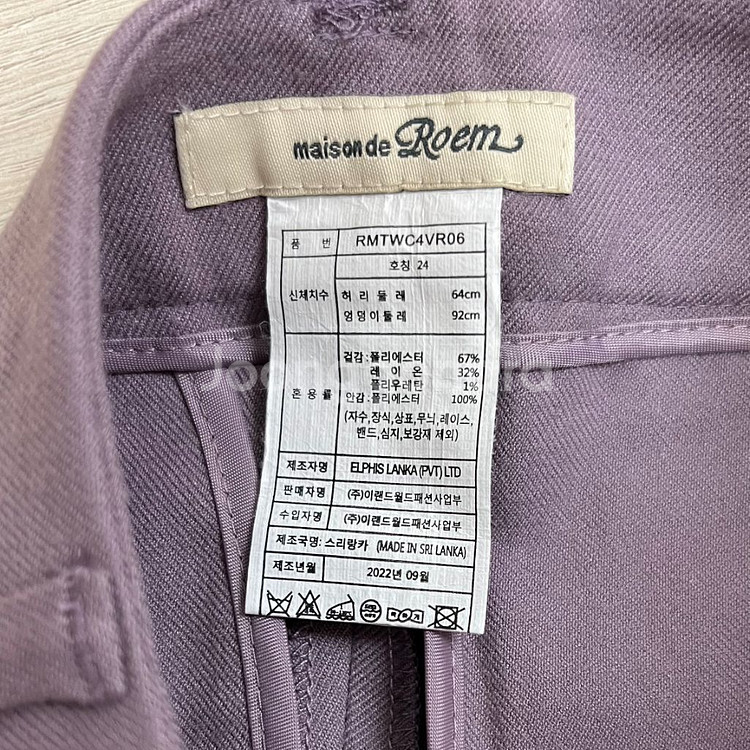 maison de Roem
품 번 RMTWC4VR06
호칭 24
신체치수 허 리 둘 레 64cm
엉덩이둘레 92cm
겉감:폴리에스터 67%
레 이 온 32%
폴리우레탄 1%
혼 용 률 안감:폴리에스터 100%
(자수,장식,상표,무늬,레이스,
밴드,심지,보강재 제외)
제조자명 ELPHIS LANKA (PVT) LTD
판매자명 (주)이랜드월드패션사업부
수입자명 (주)이랜드월드패션사업부
제조국명: 스리랑카 (MADE IN SRI LANKA)
제조년월 2022년 09월